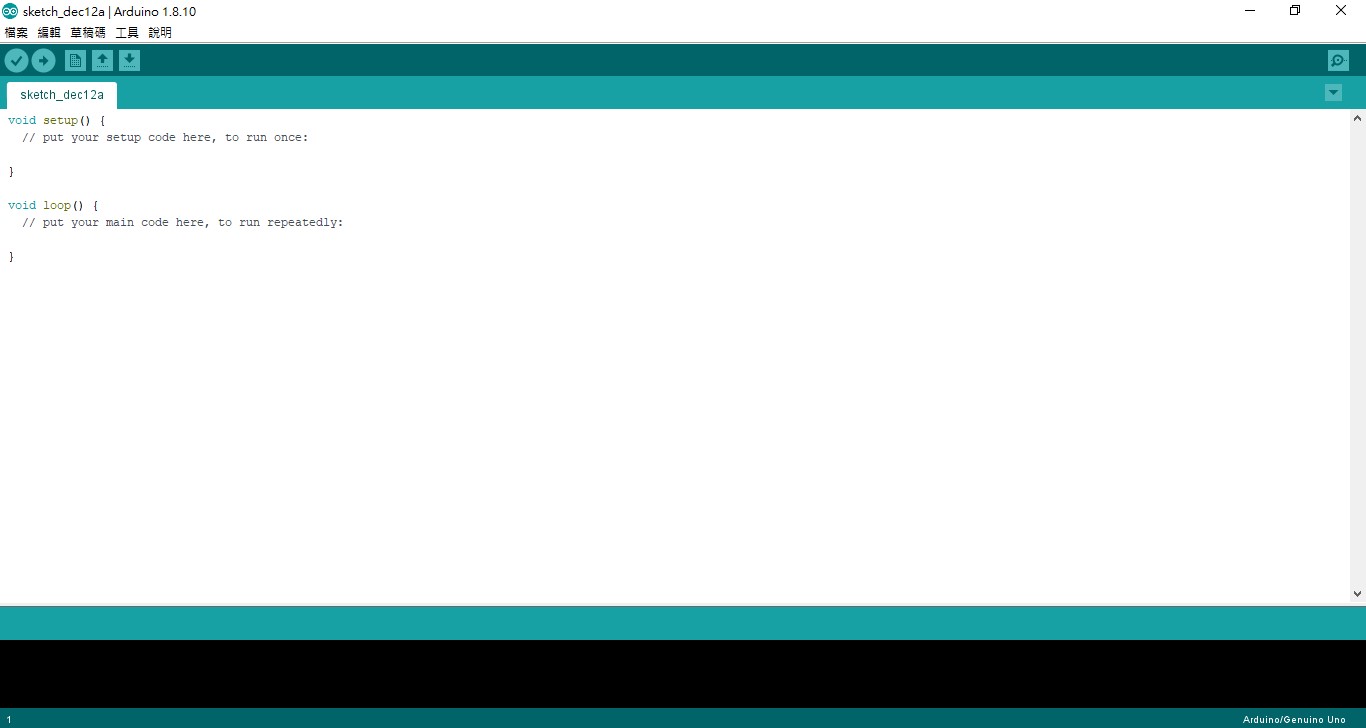 sketch_dec12a | Arduino 1.8.10
檔案 編輯 草稿碼 工具 說明
sketch_dec12a
void setup() {
  // put your setup code here, to run once:
}
void loop() {
  // put your main code here, to run repeatedly:
}
1
Arduino/Genuino Uno